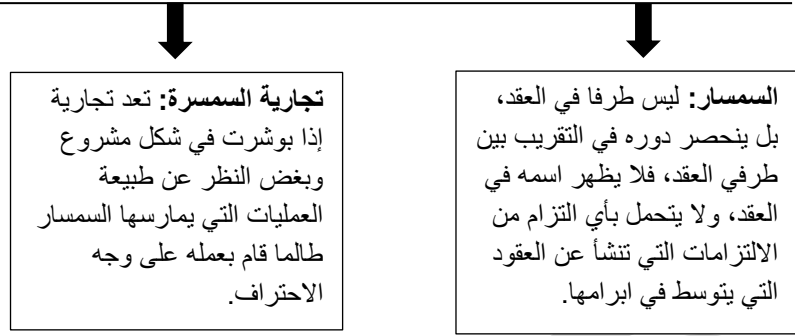 السمسار: ليس طرفا في العقد،
بل ينحصر دوره في التقريب بين
طرفي العقد، فلا يظهر اسمه في
العقد، ولا يتحمل بأي التزام من
الالتزامات التي تنشأ عن العقود
التي يتوسط في ابرامها.
تجارية السمسرة: تعد تجارية
إذا بوشرت في شكل مشروع
وبغض النظر عن طبيعة
العمليات التي يمارسها السمسار
طالما قام بعمله على وجه
الاحتراف.